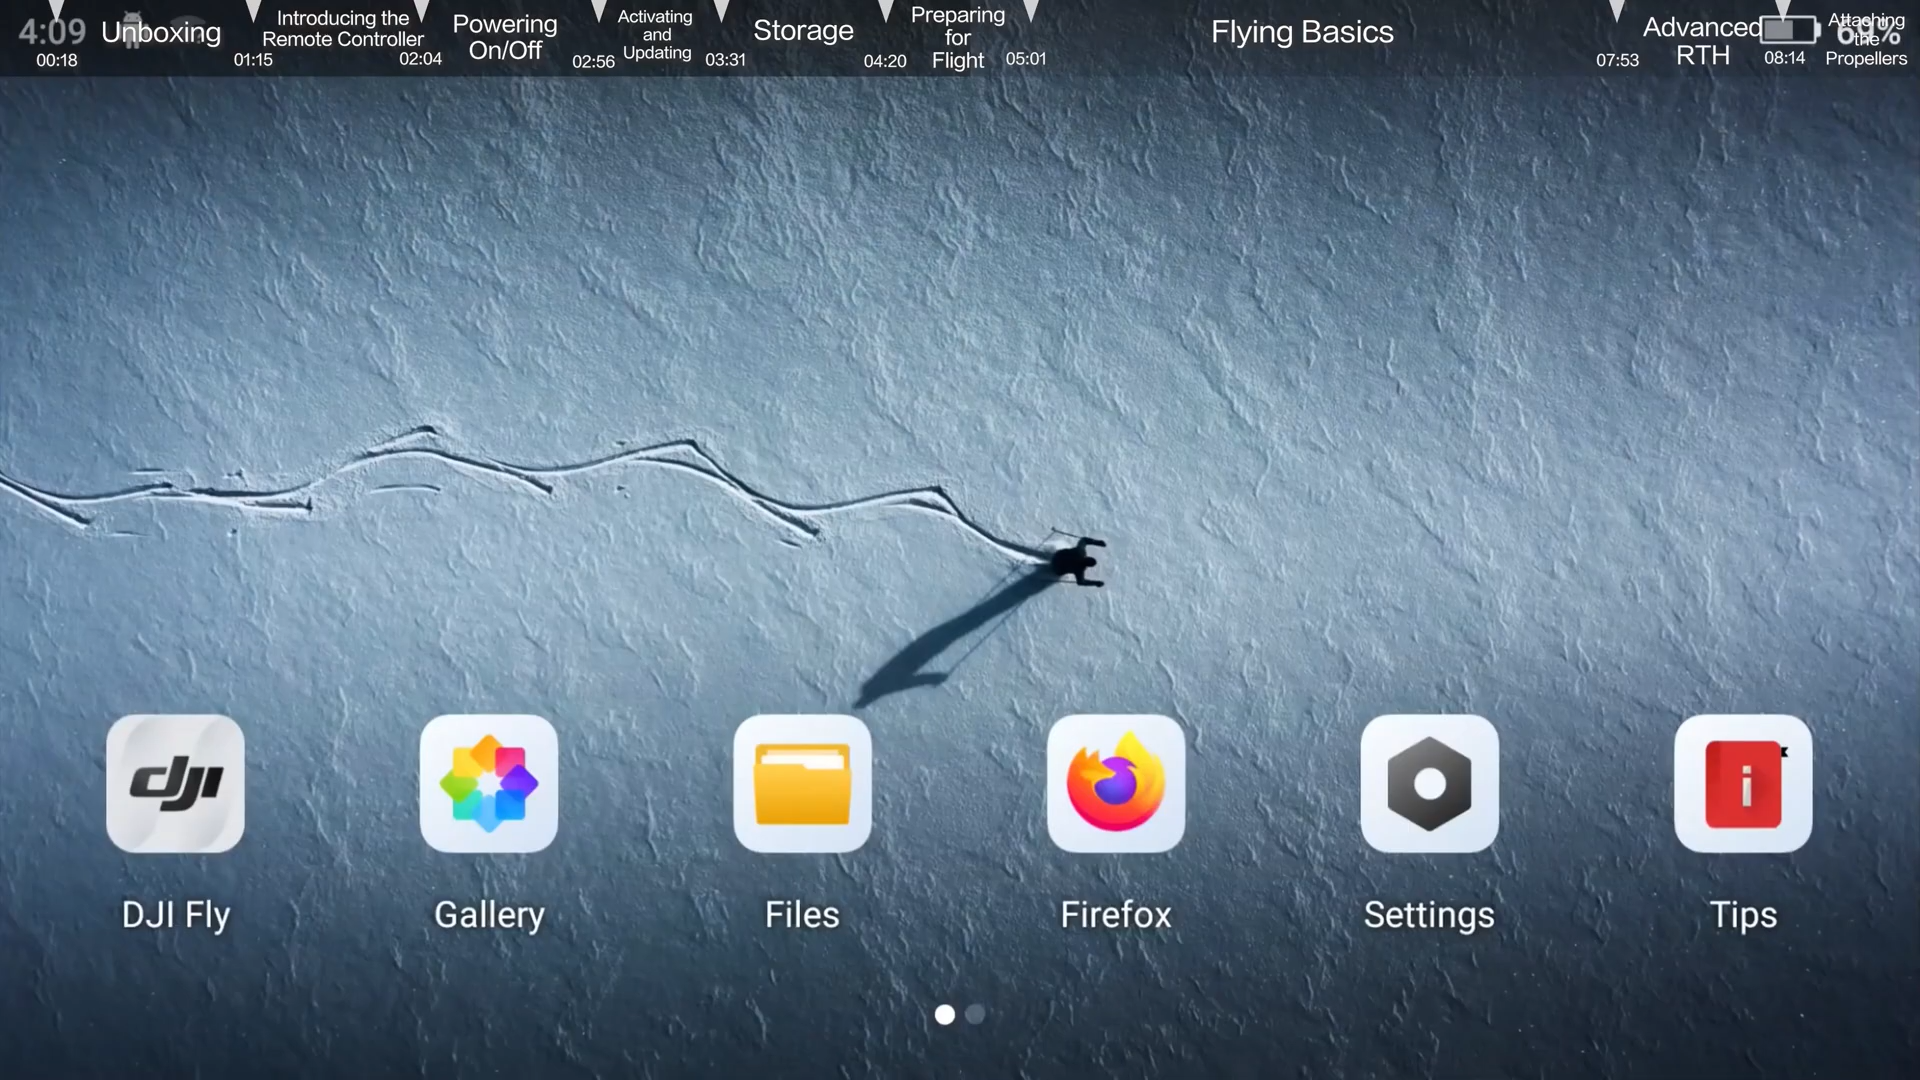 4:09
69%
Unboxing
Introducing the
Remote Controller
Powering
On/Off
Activating
and
Updating
Storage
Preparing
for
Flight
Flying Basics
Advanced
RTH
Attaching
the
Propellers
00:18
01:15
02:04
02:56
03:31
04:20
05:01
07:53
08:14
dji
i
DJI Fly
Gallery
Files
Firefox
Settings
Tips